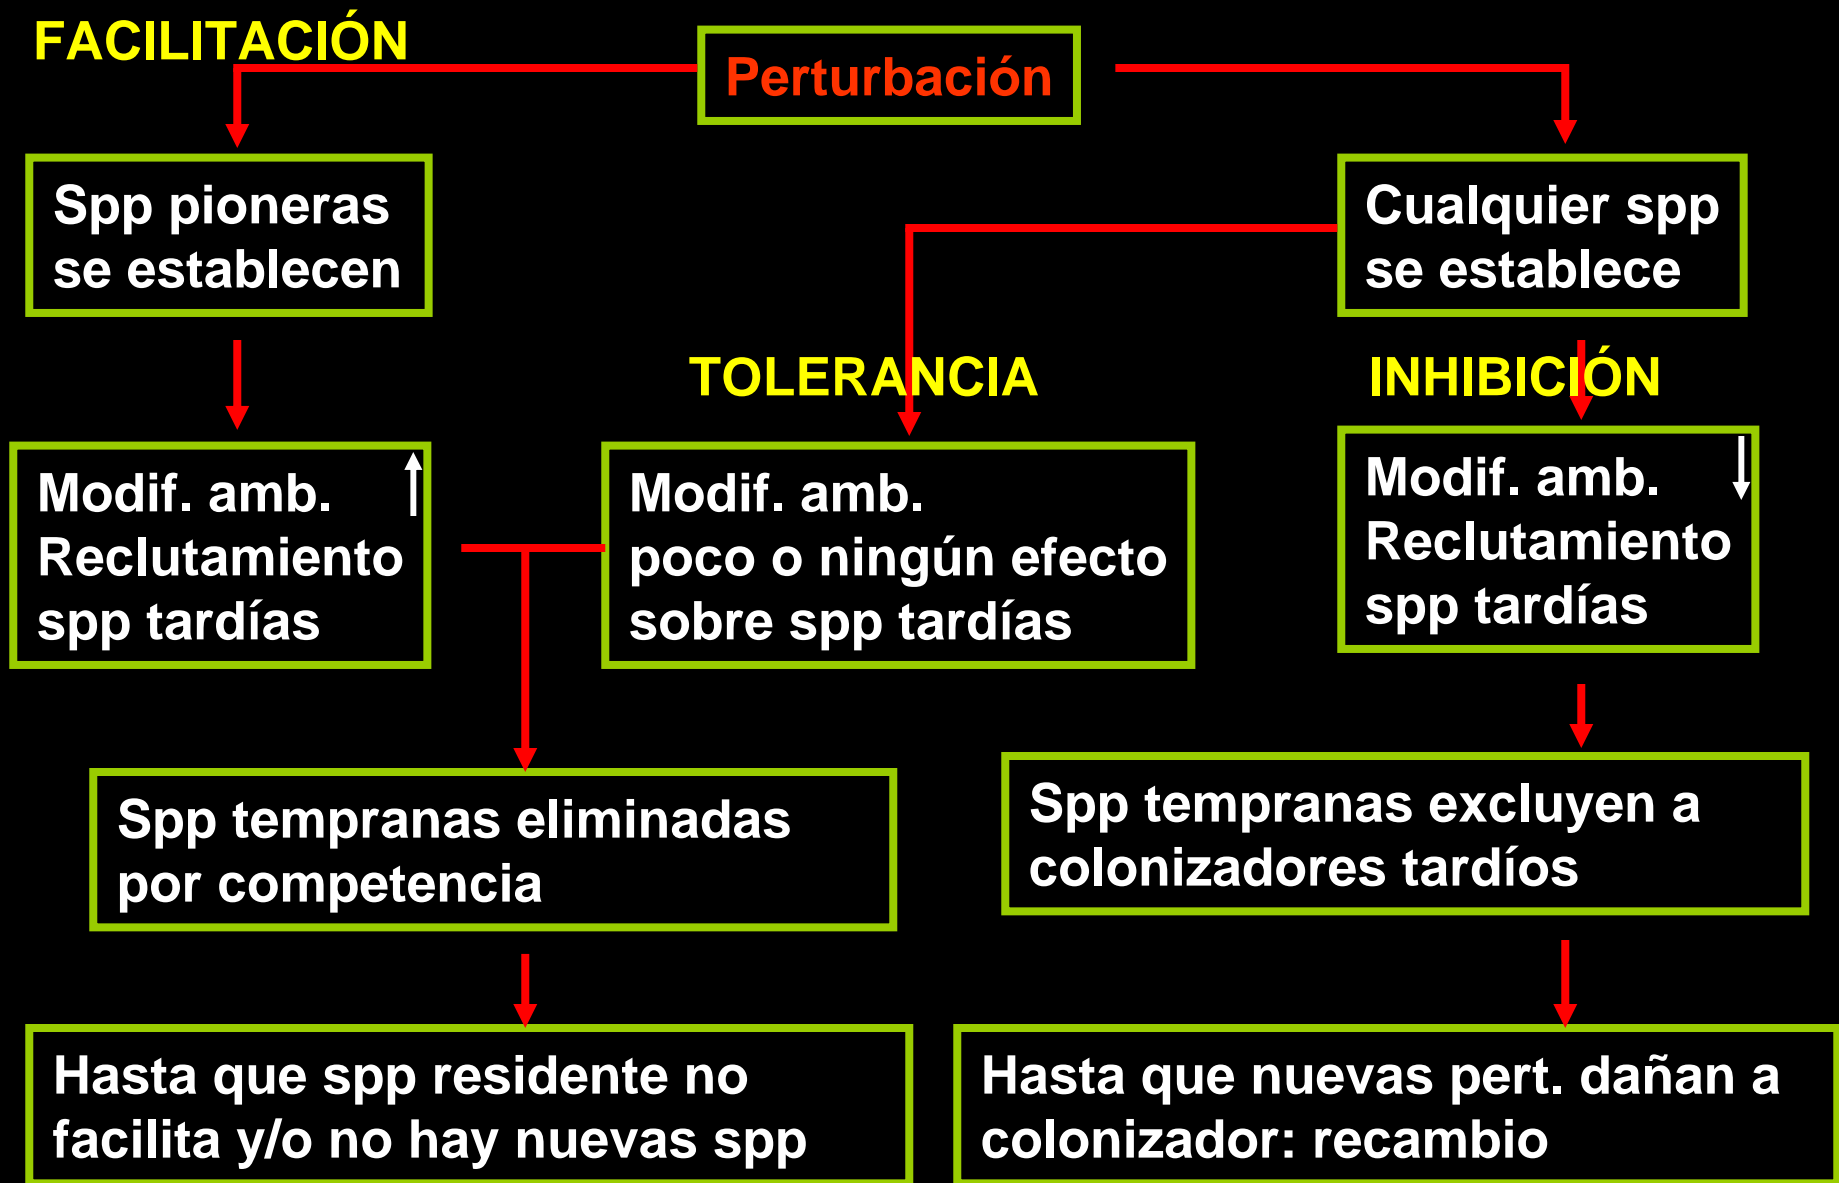 FACILITACIÓN
Perturbación
Spp pioneras
se establecen
Cualquier spp
se establece
TOLERANCIA
INHIBICIÓN
Modif. amb.
Reclutamiento
spp tardías
Modif. amb.
poco o ningún efecto
sobre spp tardías
Modif. amb.
Reclutamiento
spp tardías
Spp tempranas eliminadas
por competencia
Spp tempranas excluyen a
colonizadores tardíos
Hasta que spp residente no
facilita y/o no hay nuevas spp
Hasta que nuevas pert. dañan a
colonizador: recambio